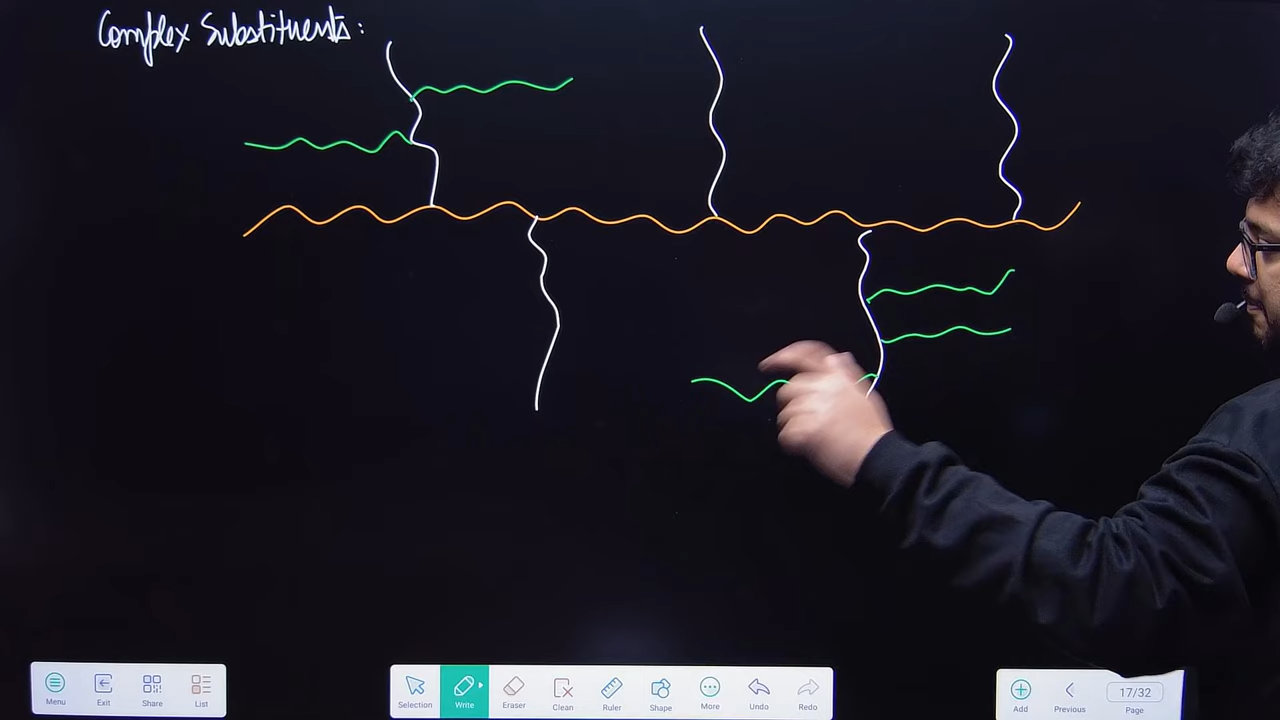 Complex Substituents:
Menu Exit Share List
Selection Write Eraser Clean Ruler Shape More Undo Redo
Add Previous 17/32 Page